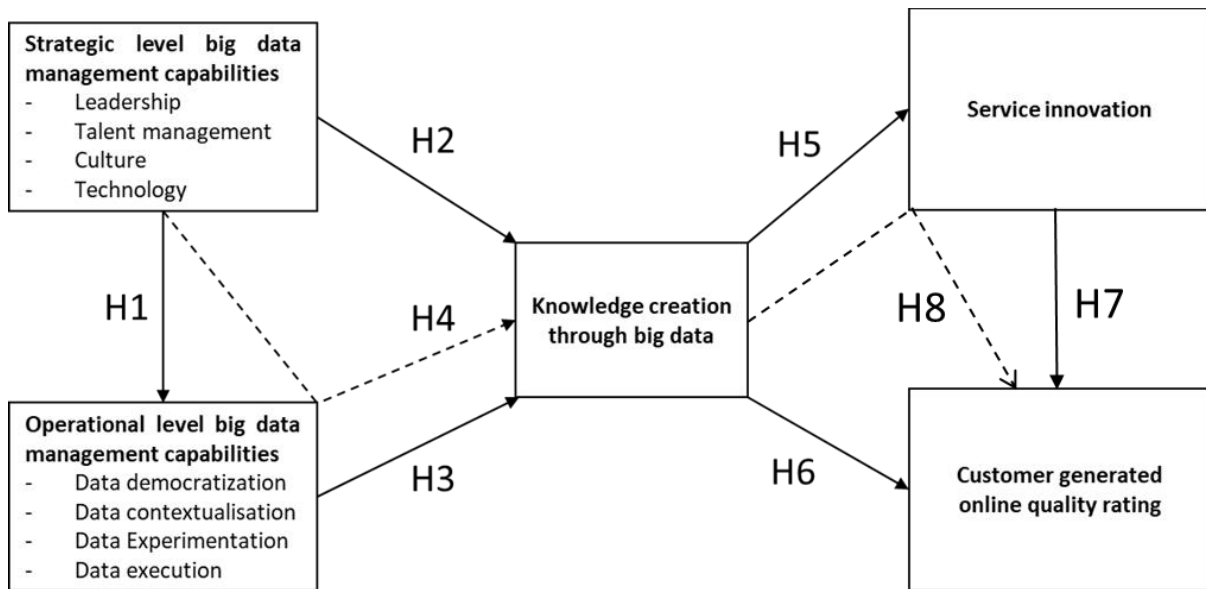 Strategic level big data
management capabilities
- Leadership
- Talent management
- Culture
- Technology
H1
Operational level big data
management capabilities
- Data democratization
- Data contextualisation
- Data Experimentation
- Data execution
H2
H4
H3
Knowledge creation
through big data
H5
H6
Service innovation
H8
H7
Customer generated
online quality rating